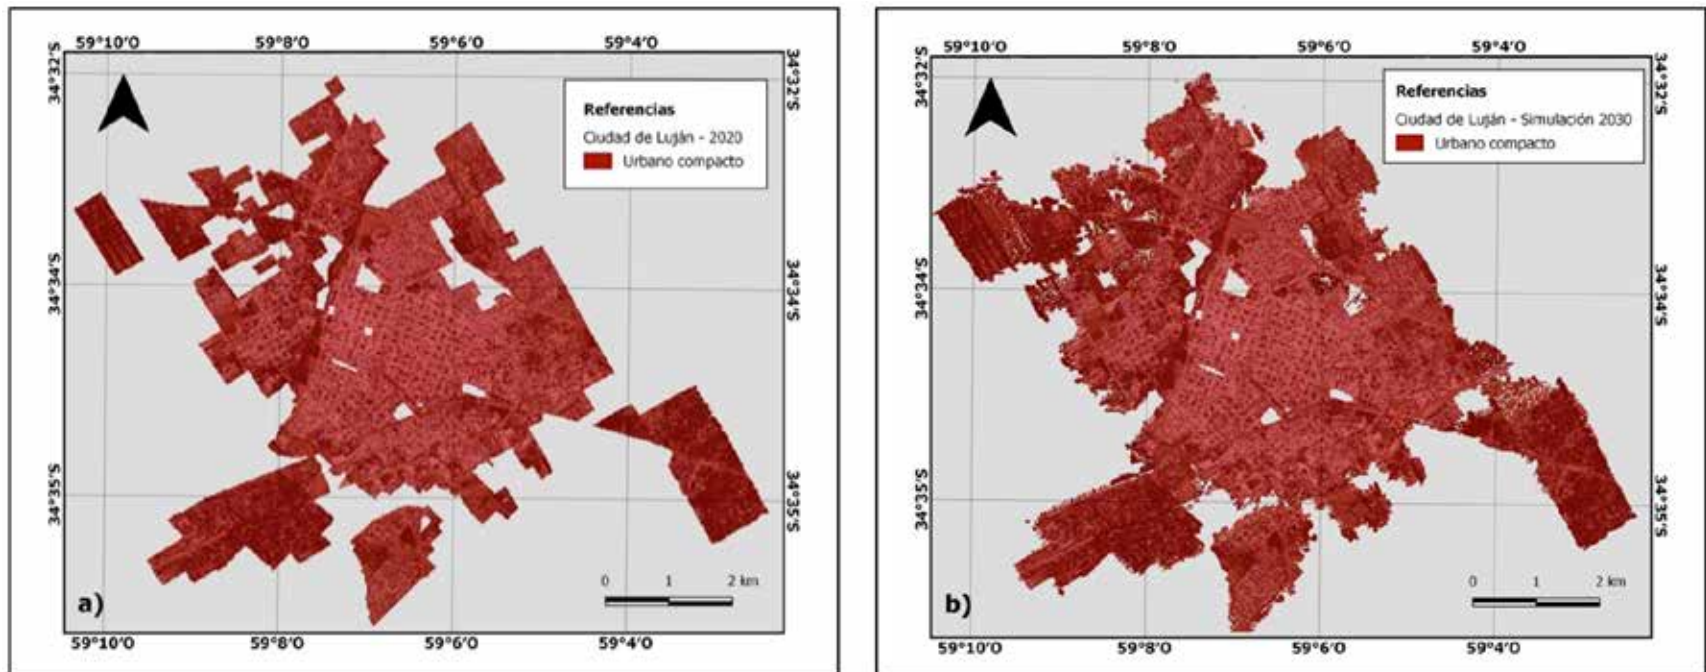 59°10'O 59°8'O 59°6'O 59°4'O
34°32'S 34°32'S
Referencias
Ciudad de Luján - 2020
Urbano compacto
34°34'S 34°34'S
34°35'S 34°35'S
0 1 2 km
a)
59°10'O 59°8'O 59°6'O 59°4'O
59°10'O 59°8'O 59°6'O 59°4'O
34°32'S 34°32'S
Referencias
Ciudad de Luján - Simulación 2030
Urbano compacto
34°34'S 34°34'S
34°35'S 34°35'S
0 1 2 km
b)
59°10'O 59°8'O 59°6'O 59°4'O